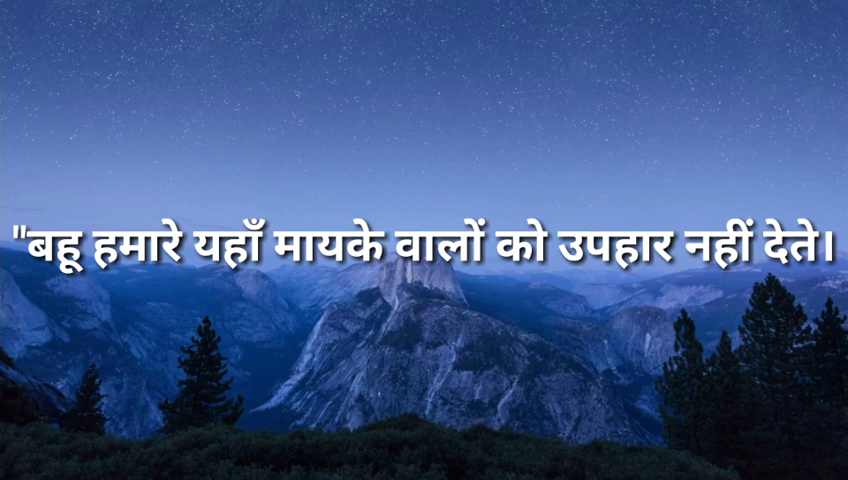 "बहू हमारे यहाँ मायके वालों को उपहार नहीं देते।